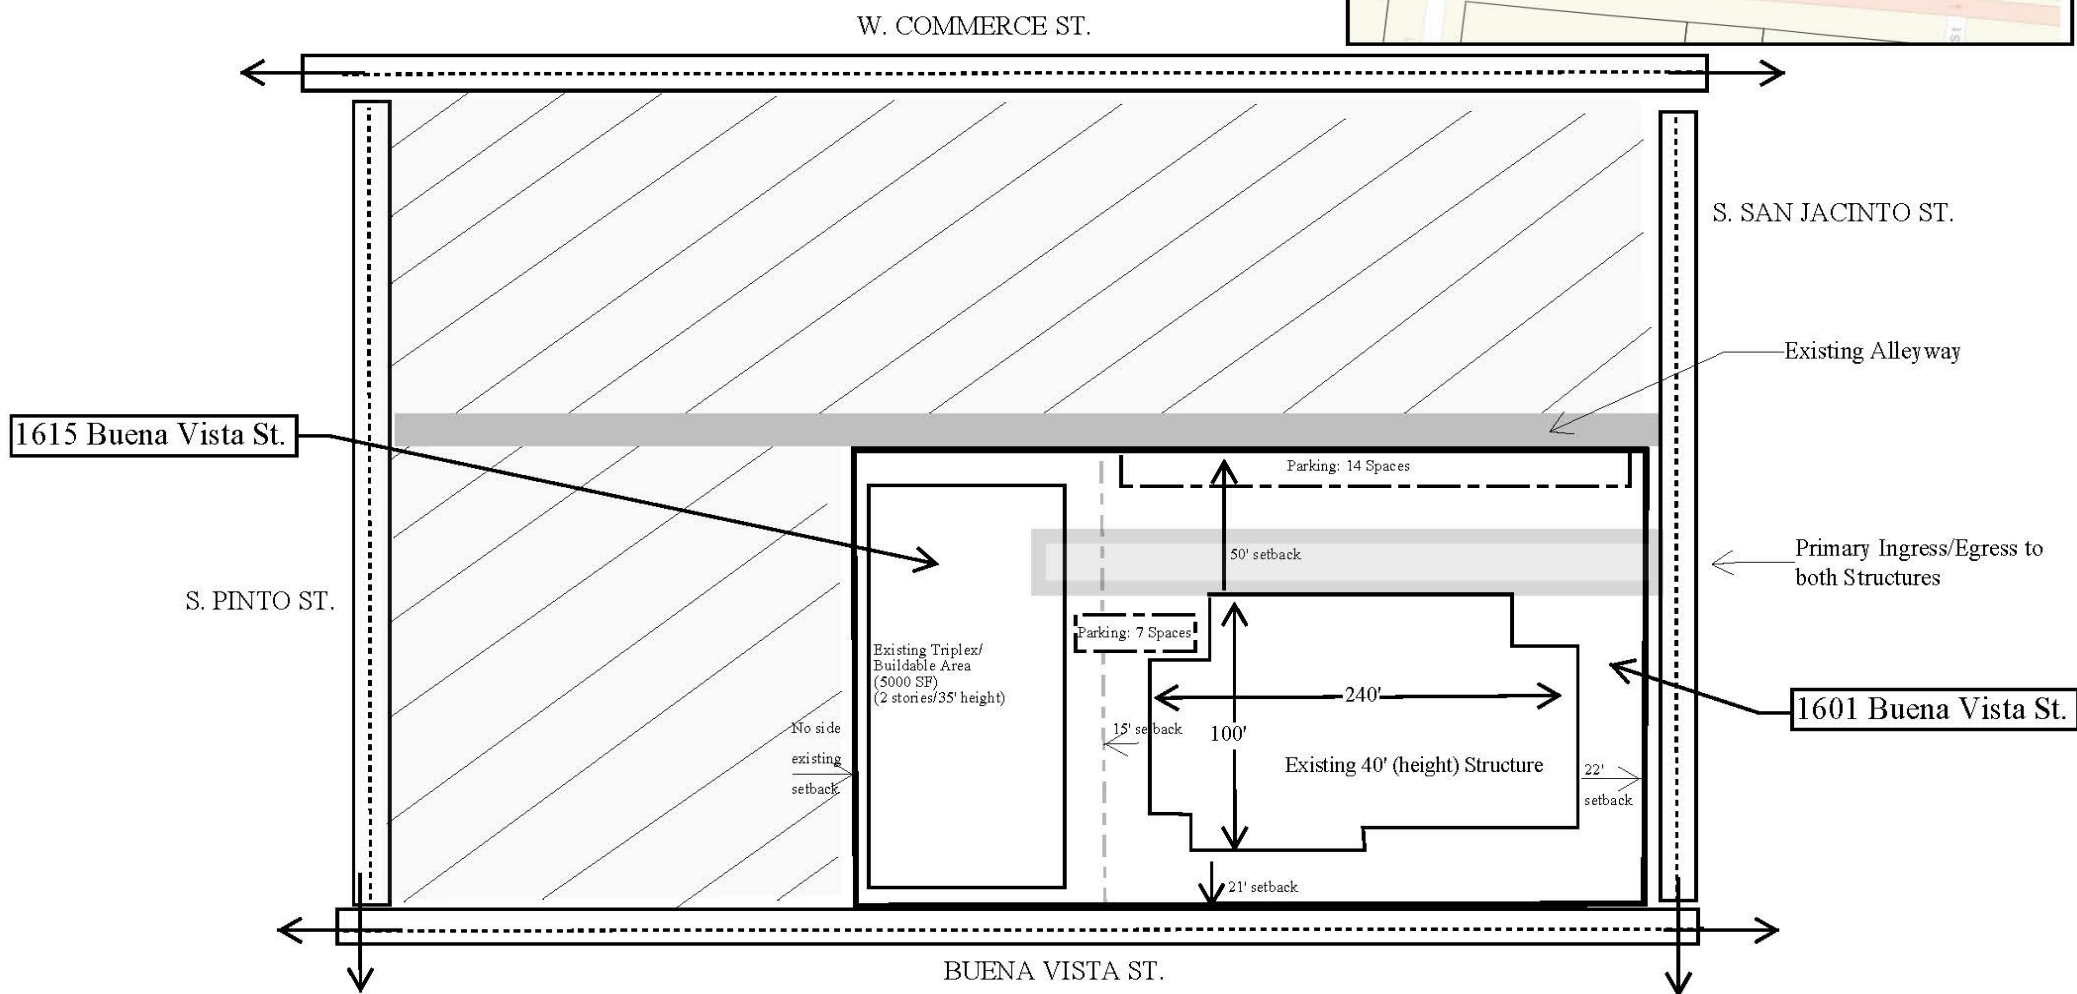 W. COMMERCE ST.
St
S. SAN JACINTO ST.
Existing Alleyway
1615 Buena Vista St.
Parking: 14 Spaces
50' setback
Primary Ingress/Egress to
both Structures
S. PINTO ST.
Parking: 7 Spaces
Existing Triplex/
Buildable Area
(5000 SF)
(2 stories/35' height)
240'
1601 Buena Vista St.
No side
existing
setback
15' setback
100'
Existing 40' (height) Structure
22'
setback
21' setback
BUENA VISTA ST.